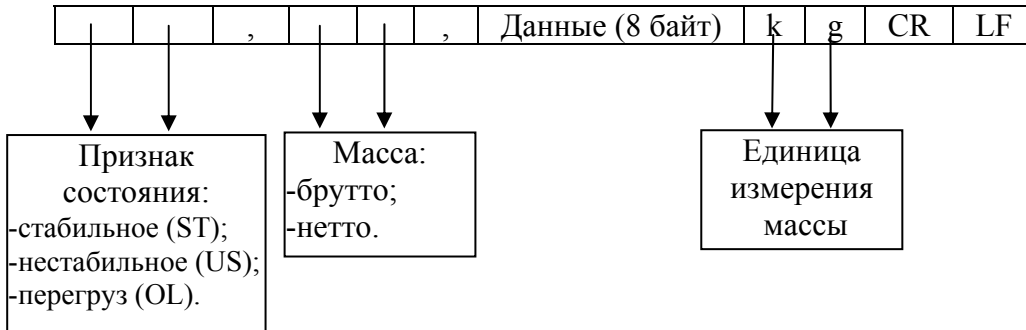 , , Данные (8 байт) k g CR LF
Признак
состояния:
-стабильное (ST);
-нестабильное (US);
-перегруз (OL).
Масса:
-брутто;
-нетто.
Единица
измерения
массы